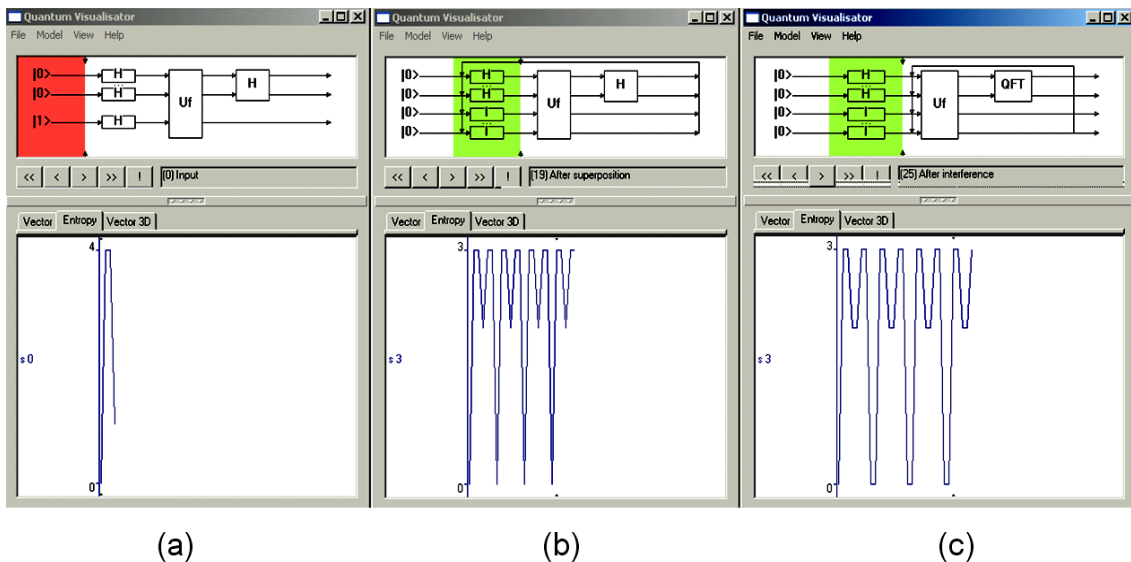 Quantum Visualisator
File Model View Help
|0> H
...
|0> H Uf H
|1> H
<< < > >> ! (0) Input
Vector Entropy Vector 3D
4
s 0
0
(a)
Quantum Visualisator
File Model View Help
|0> H
...
|0> H Uf H
|0> I
...
|0> I
<< < > >> ! (19) After superposition
Vector Entropy Vector 3D
3
s 3
0
(b)
Quantum Visualisator
File Model View Help
|0> H
...
|0> H Uf QFT
|0> I
...
|0> I
<< < > >> ! (25) After interference
Vector Entropy Vector 3D
3
s 3
0
(c)